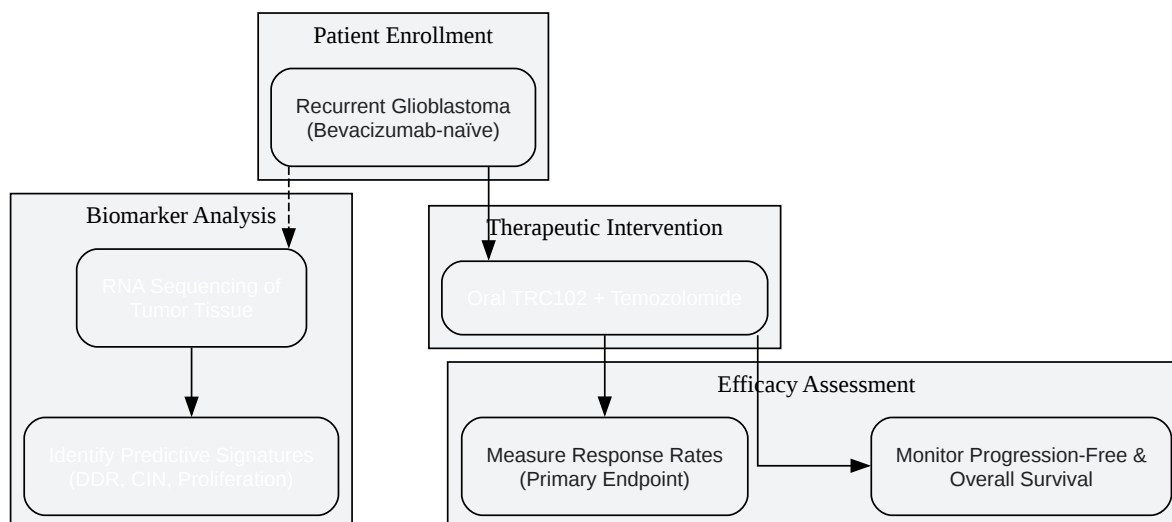 Patient Enrollment
Recurrent Glioblastoma
(Bevacizumab-naïve)
Biomarker Analysis
RNA Sequencing of
Tumor Tissue
Identify Predictive Signatures
(DDR, CIN, Proliferation)
Therapeutic Intervention
Oral TRC102 + Temozolomide
Efficacy Assessment
Measure Response Rates
(Primary Endpoint)
Monitor Progression-Free &
Overall Survival